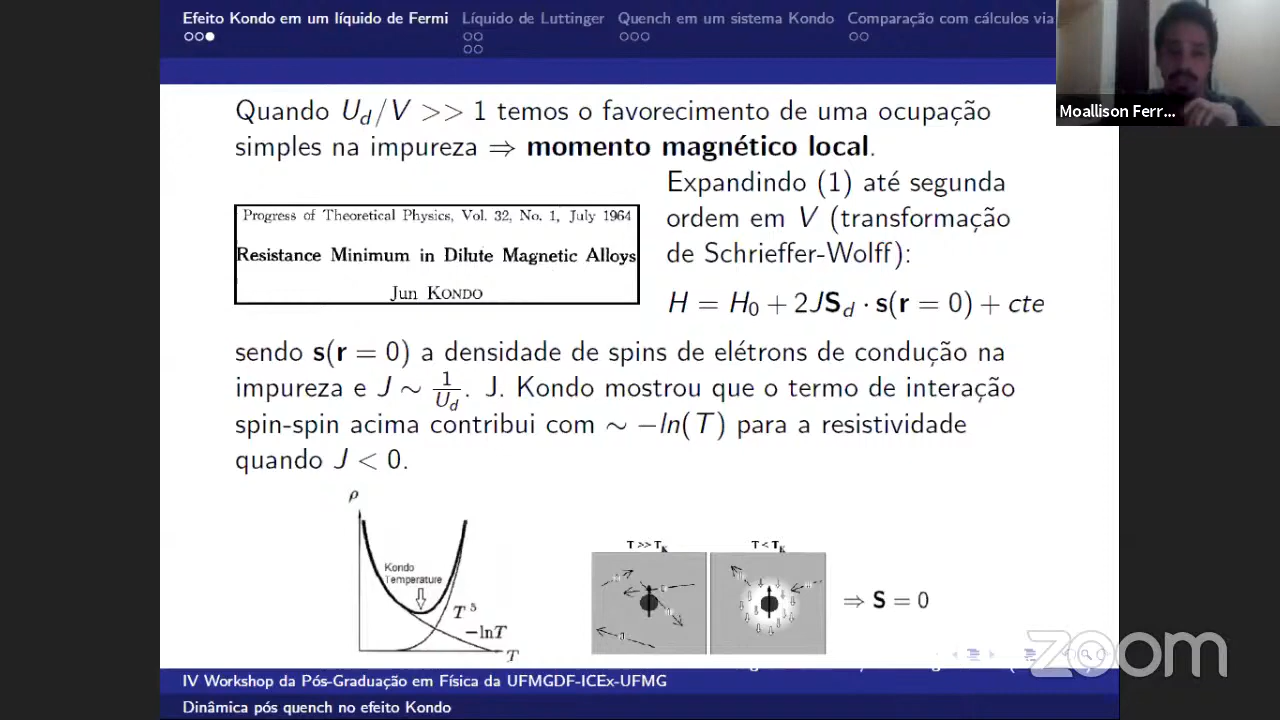 Efeito Kondo em um líquido de Fermi Líquido de Luttinger Quench em um sistema Kondo Comparação com cálculos via
Moallison Ferr...
Quando U_d/V >> 1 temos o favorecimento de uma ocupação
simples na impureza ⇒ momento magnético local.
Expandindo (1) até segunda
ordem em V (transformação
de Schrieffer-Wolff):
Progress of Theoretical Physics, Vol. 32, No. 1, July 1964
Resistance Minimum in Dilute Magnetic Alloys
Jun KONDO
H = H_0 + 2JS_d · s(r = 0) + cte
sendo s(r = 0) a densidade de spins de elétrons de condução na
impureza e J ∼ 1/U_d. J. Kondo mostrou que o termo de interação
spin-spin acima contribui com ∼ −ln(T) para a resistividade
quando J < 0.
ρ
Kondo
Temperature
T⁵
−lnT
T
T >> T_K
T < T_K
⇒ S = 0
zoom
IV Workshop da Pós-Graduação em Física da UFMGDF-ICEx-UFMG
Dinâmica pós quench no efeito Kondo